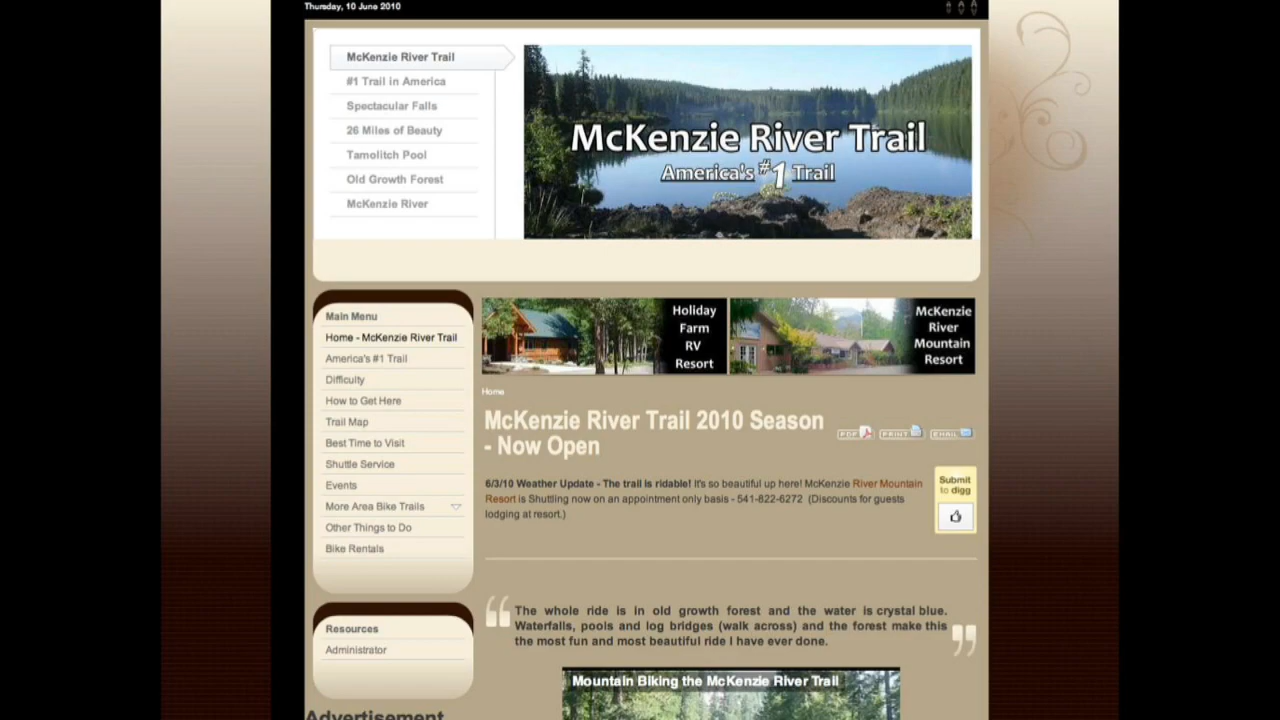 Thursday, 10 June 2010
McKenzie River Trail
#1 Trail in America
Spectacular Falls
26 Miles of Beauty
Tamolitch Pool
Old Growth Forest
McKenzie River
McKenzie River Trail
America's #1 Trail
Main Menu
Home - McKenzie River Trail
America's #1 Trail
Difficulty
How to Get Here
Trail Map
Best Time to Visit
Shuttle Service
Events
More Area Bike Trails
Other Things to Do
Bike Rentals
Resources
Administrator
Advertisement
Holiday
Farm
RV
Resort
McKenzie
River
Mountain
Resort
Home
McKenzie River Trail 2010 Season
- Now Open
PDF PRINT EMAIL
6/3/10 Weather Update - The trail is ridable! It's so beautiful up here! McKenzie River Mountain
Resort is Shuttling now on an appointment only basis - 541-822-6272 (Discounts for guests
lodging at resort.)
Submit
to digg
The whole ride is in old growth forest and the water is crystal blue.
Waterfalls, pools and log bridges (walk across) and the forest make this
the most fun and most beautiful ride I have ever done.
Mountain Biking the McKenzie River Trail